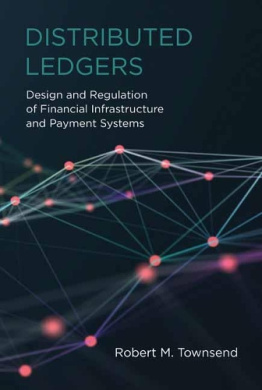 DISTRIBUTED
LEDGERS
Design and Regulation
of Financial Infrastructure
and Payment Systems
Robert M. Townsend